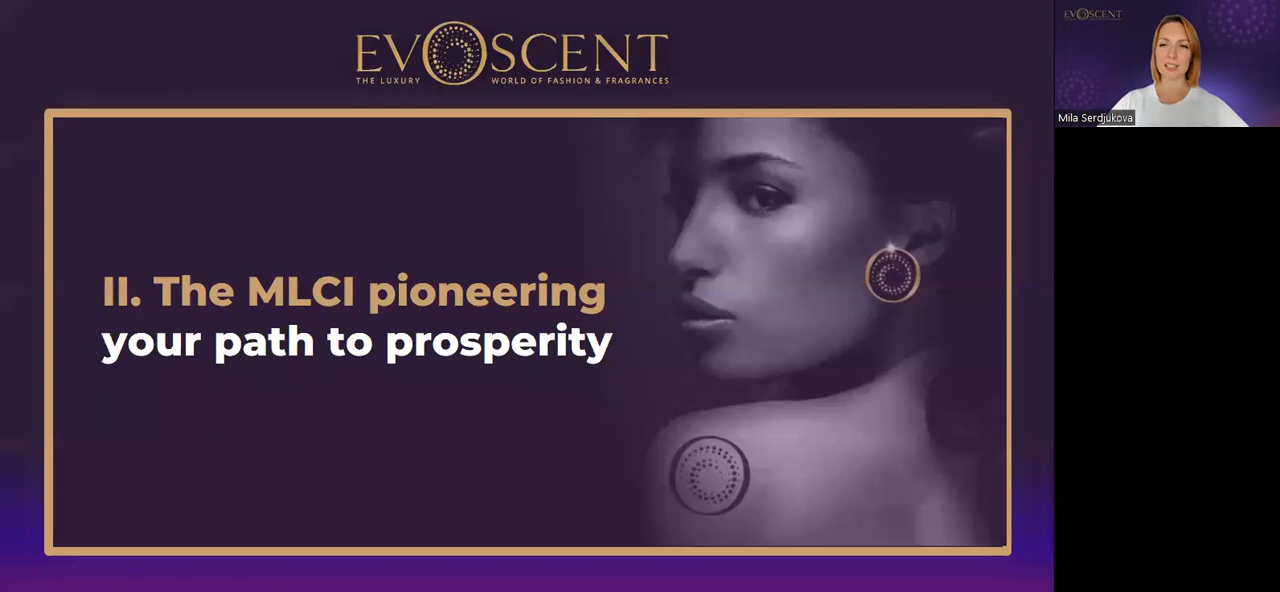 EVOSCENT
THE LUXURY WORLD OF FASHION & FRAGRANCES
II. The MLCI pioneering
your path to prosperity
EVOSCENT
Mila Serdjukova